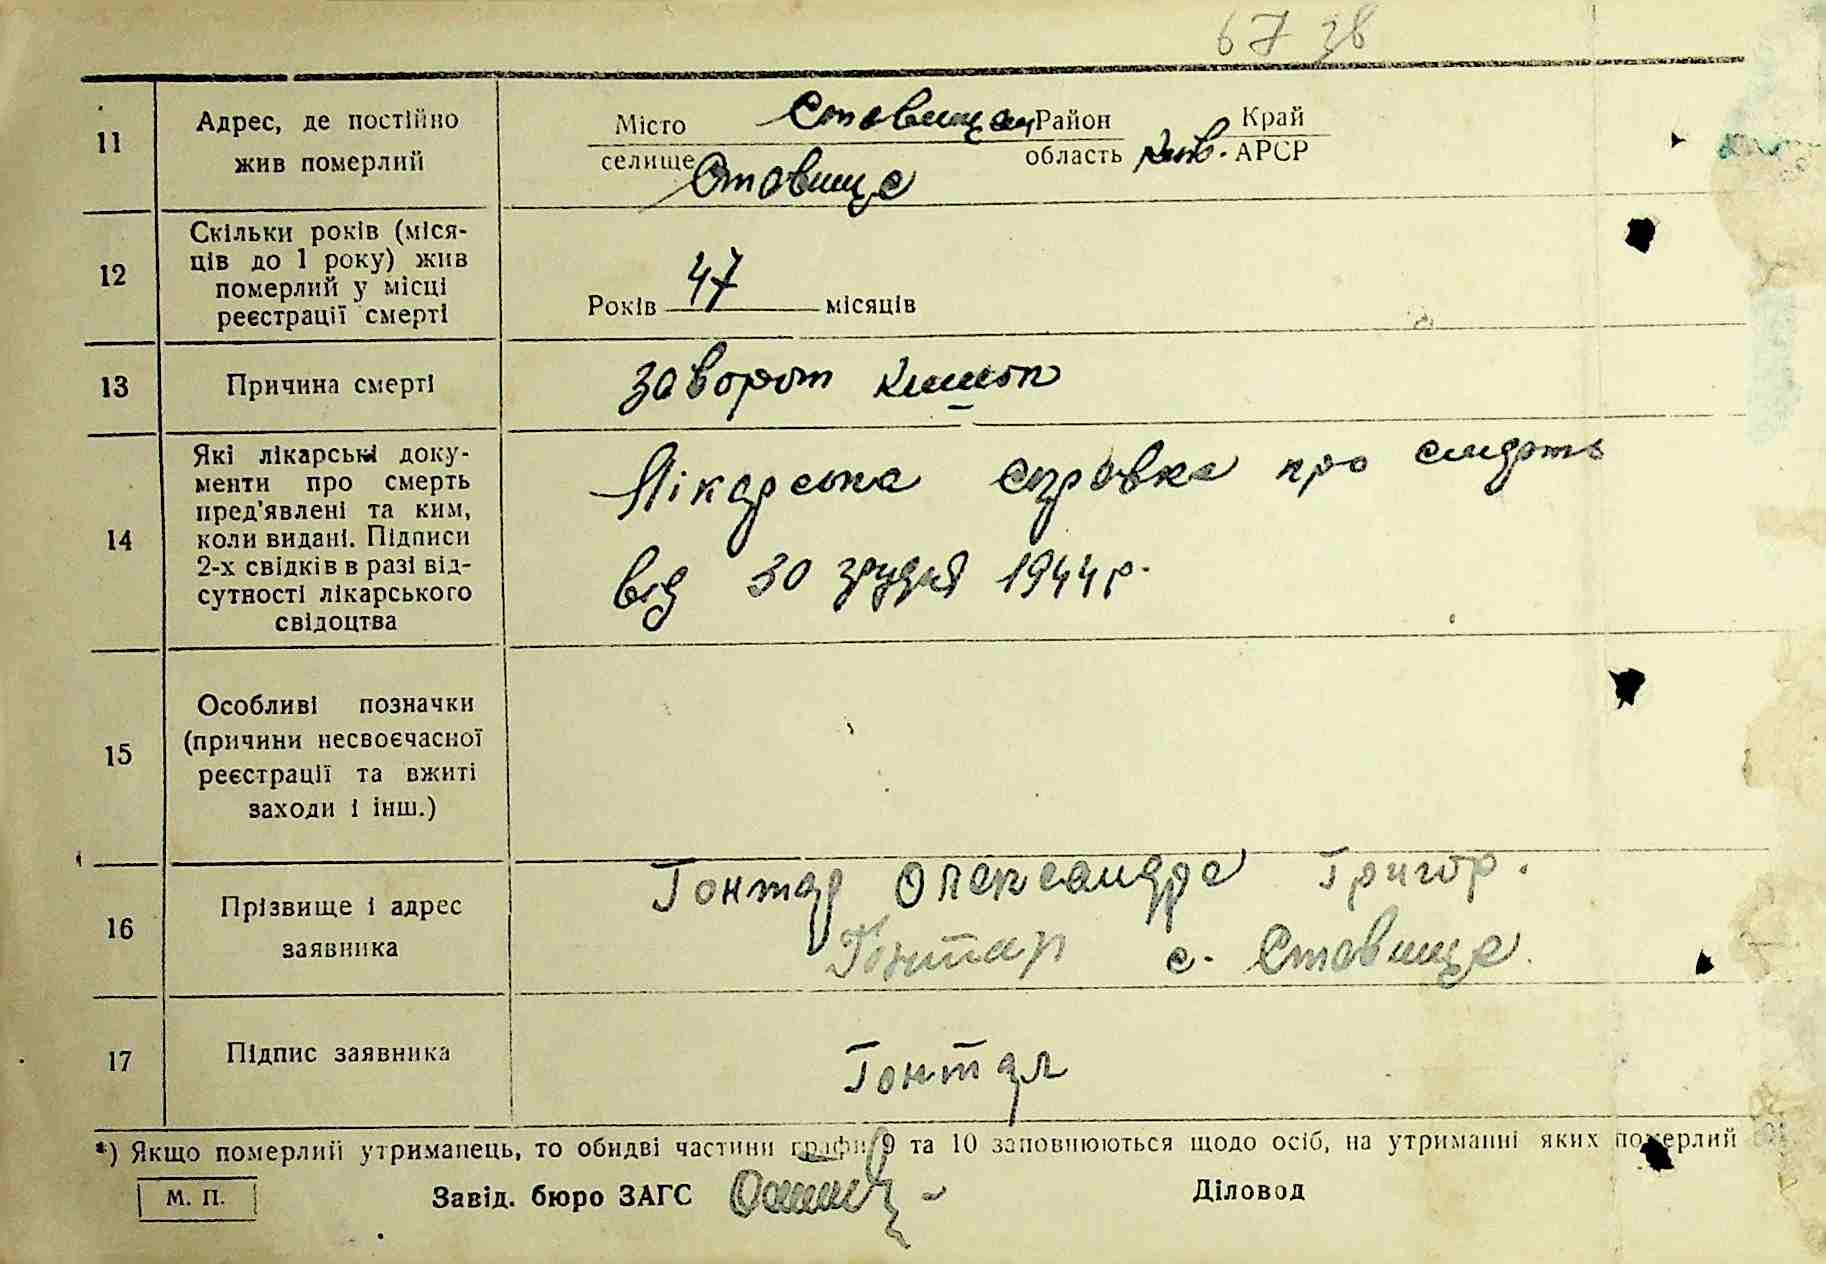 67 38
11 Адрес, де постійно жив померлий
Місто Ставищан Район Край
селище Ставище область Київ. АРСР
12 Скільки років (міся-
ців до 1 року) жив
померлий у місці
реєстрації смерті
Років 47 місяців
13 Причина смерті
заворот кишок
14 Які лікарські доку-
менти про смерть
пред'явлені та ким,
коли видані. Підписи
2-х свідків в разі від-
сутності лікарського
свідоцтва
Лікарська справка про смерть
від 30 грудня 1944 р.
15 Особливі позначки
(причини несвоєчасної
реєстрації та вжиті
заходи і інш.)
16 Прізвище і адрес
заявника
Гонтар Олександра Григор.
Гонтар с. Ставище.
17 Підпис заявника
Гонтар
*) Якщо померлий утриманець, то обидві частини графи 9 та 10 заповнюються щодо осіб, на утриманні яких померлий
М. П. Завід. бюро ЗАГС Діловод